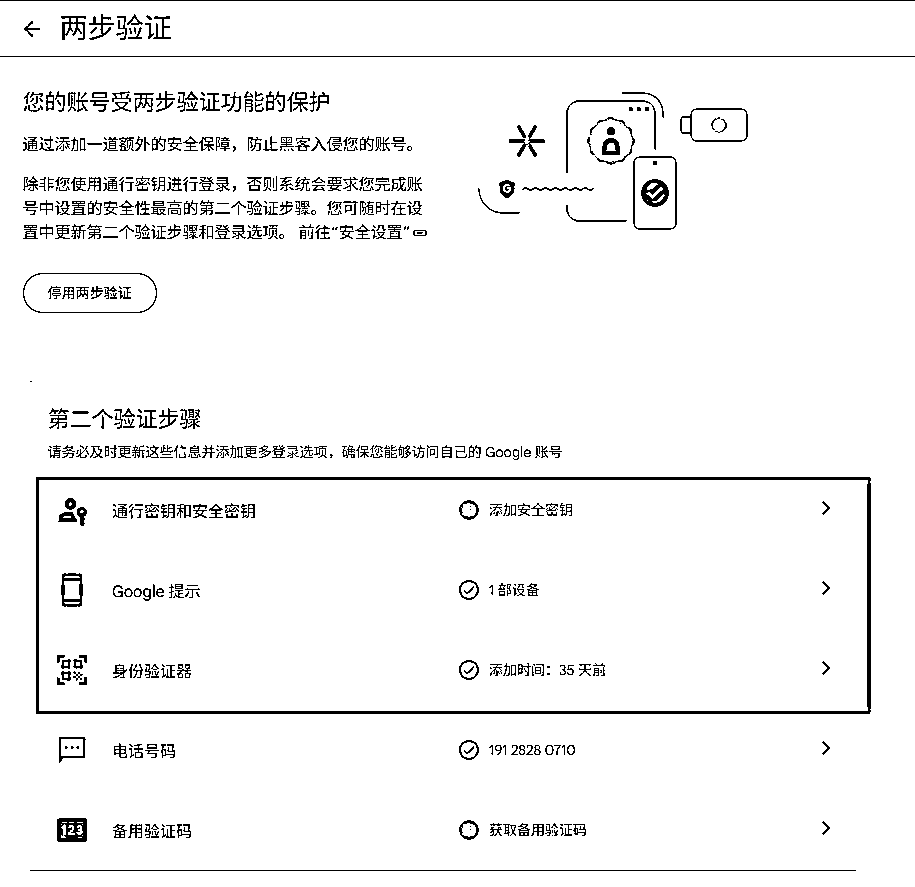 两步验证
您的账号受两步验证功能的保护
通过添加一道额外的安全保障，防止黑客入侵您的账号。
除非您使用通行密钥进行登录，否则系统会要求您完成账
号中设置的安全性最高的第二个验证步骤。您可随时在设
置中更新第二个验证步骤和登录选项。 前往“安全设置”
停用两步验证
第二个验证步骤
请务必及时更新这些信息并添加更多登录选项，确保您能够访问自己的 Google 账号
通行密钥和安全密钥 添加安全密钥
Google 提示 1 部设备
身份验证器 添加时间：35 天前
电话号码 191 2828 0710
备用验证码 获取备用验证码